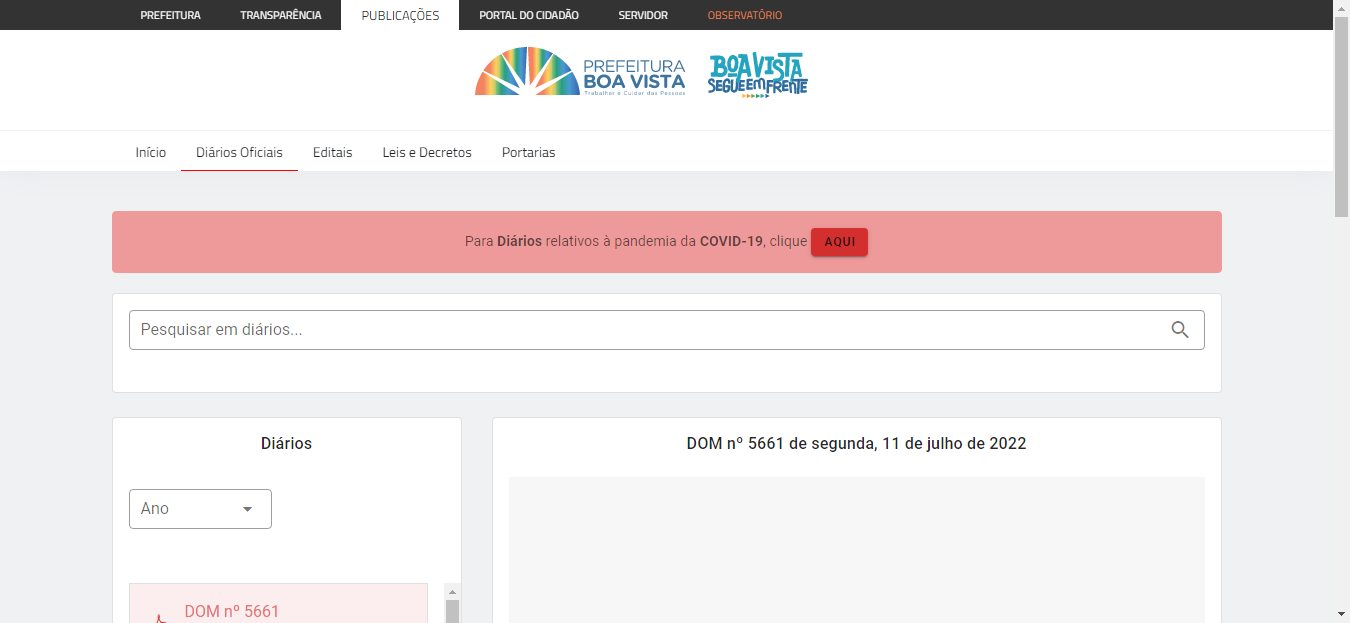 PREFEITURA TRANSPARÊNCIA PUBLICAÇÕES PORTAL DO CIDADÃO SERVIDOR OBSERVATÓRIO
PREFEITURA
BOA VISTA
Trabalhar e Cuidar das Pessoas
BOA VISTA
SEGUE EM FRENTE
Início Diários Oficiais Editais Leis e Decretos Portarias
Para Diários relativos à pandemia da COVID-19, clique AQUI
Pesquisar em diários...
Diários
Ano
DOM nº 5661
DOM nº 5661 de segunda, 11 de julho de 2022